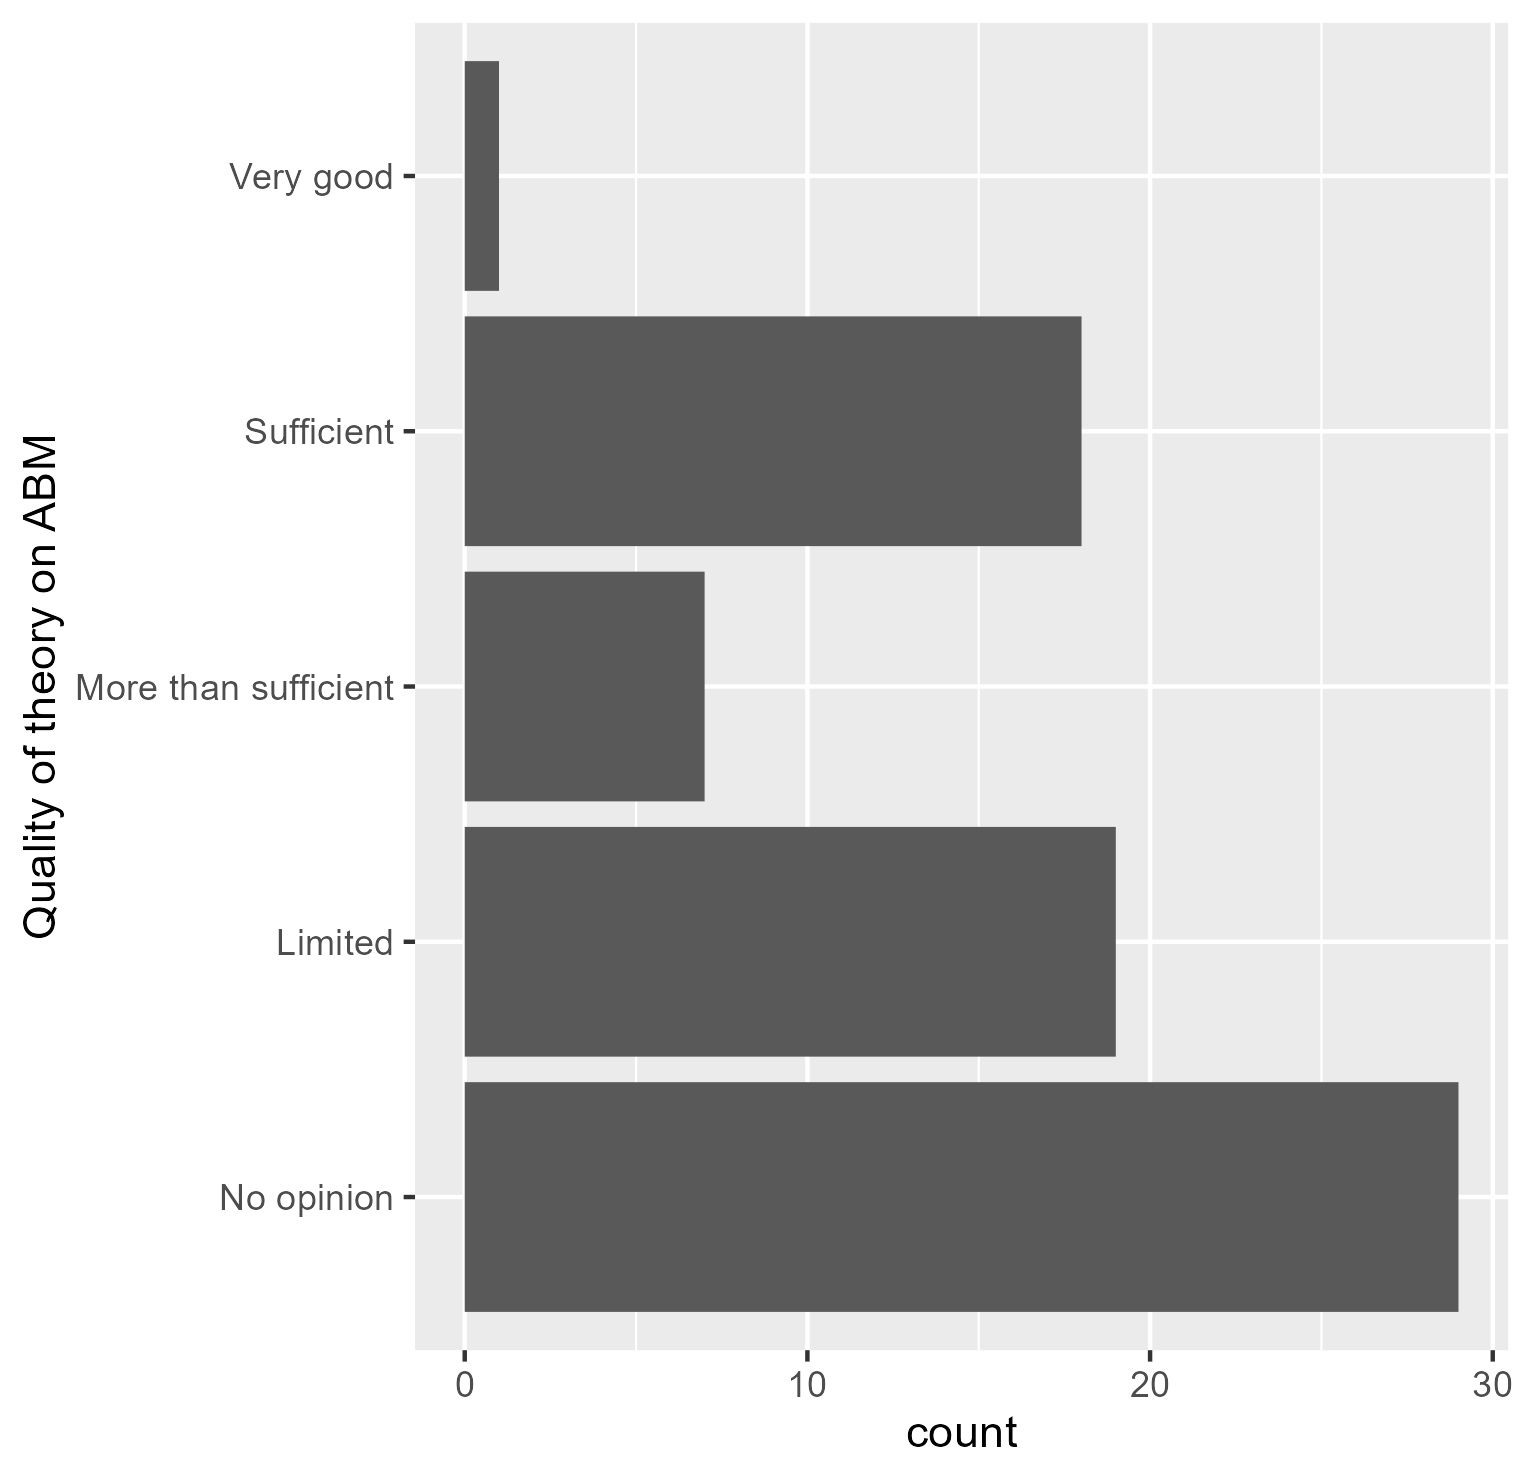 Quality of theory on ABM
Very good
Sufficient
More than sufficient
Limited
No opinion
0 10 20 30
count